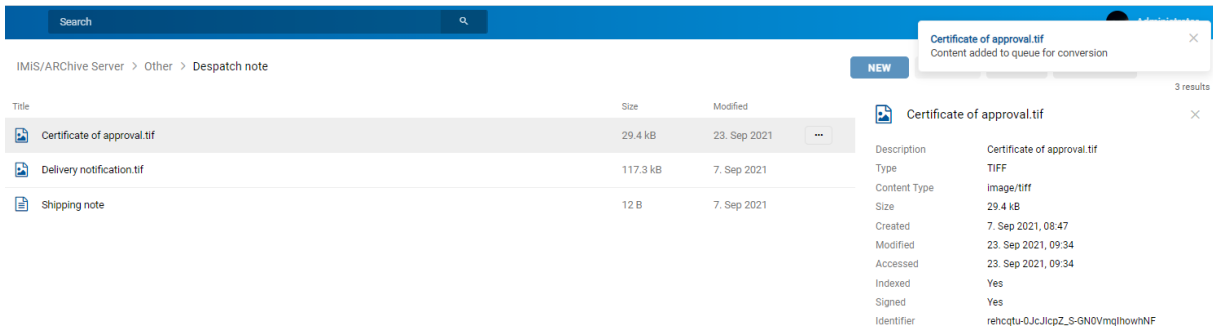 Search
Administrator
Certificate of approval.tif
Content added to queue for conversion
IMiS/ARChive Server > Other > Despatch note
NEW
3 results
Title Size Modified
Certificate of approval.tif 29.4 kB 23. Sep 2021 ...
Delivery notification.tif 117.3 kB 7. Sep 2021
Shipping note 12 B 7. Sep 2021
Certificate of approval.tif
Description Certificate of approval.tif
Type TIFF
Content Type image/tiff
Size 29.4 kB
Created 7. Sep 2021, 08:47
Modified 23. Sep 2021, 09:34
Accessed 23. Sep 2021, 09:34
Indexed Yes
Signed Yes
Identifier